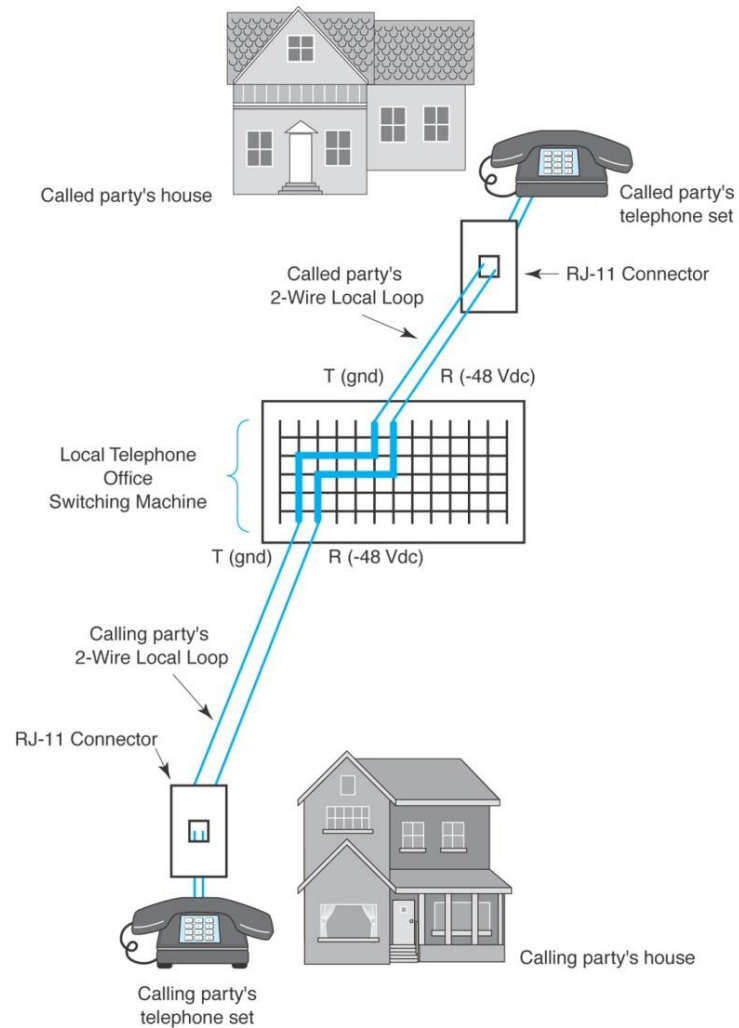 Called party's house
Called party's
telephone set
Called party's
2-Wire Local Loop
RJ-11 Connector
T (gnd)
R (-48 Vdc)
Local Telephone
Office
Switching Machine
T (gnd)
R (-48 Vdc)
Calling party's
2-Wire Local Loop
RJ-11 Connector
Calling party's house
Calling party's
telephone set